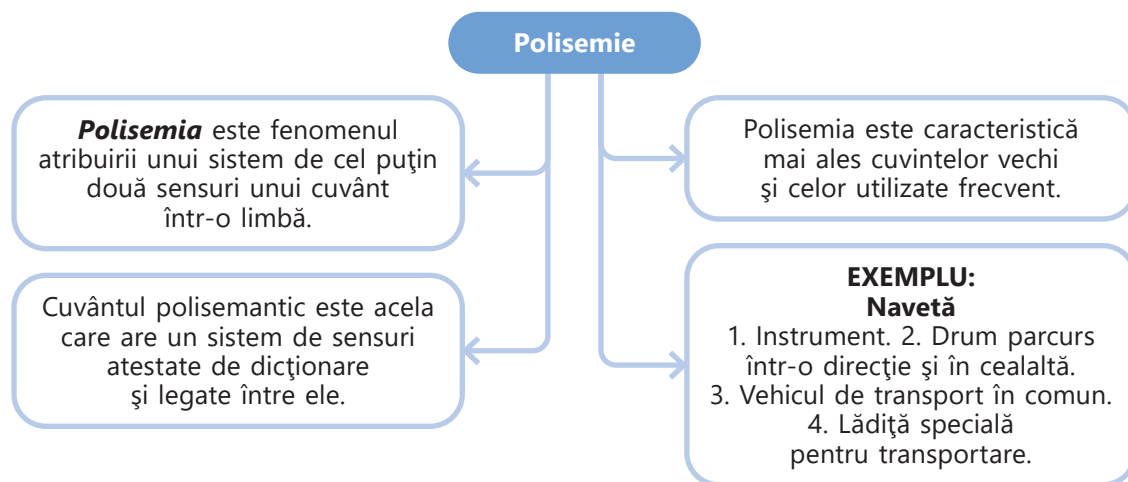 Polisemie
Polisemia este fenomenul
atribuirii unui sistem de cel puţin
două sensuri unui cuvânt
într-o limbă.
Cuvântul polisemantic este acela
care are un sistem de sensuri
atestate de dicţionare
şi legate între ele.
Polisemia este caracteristică
mai ales cuvintelor vechi
şi celor utilizate frecvent.
EXEMPLU:
Navetă
1. Instrument. 2. Drum parcurs
într-o direcţie şi în cealaltă.
3. Vehicul de transport în comun.
4. Lădiţă specială
pentru transportare.